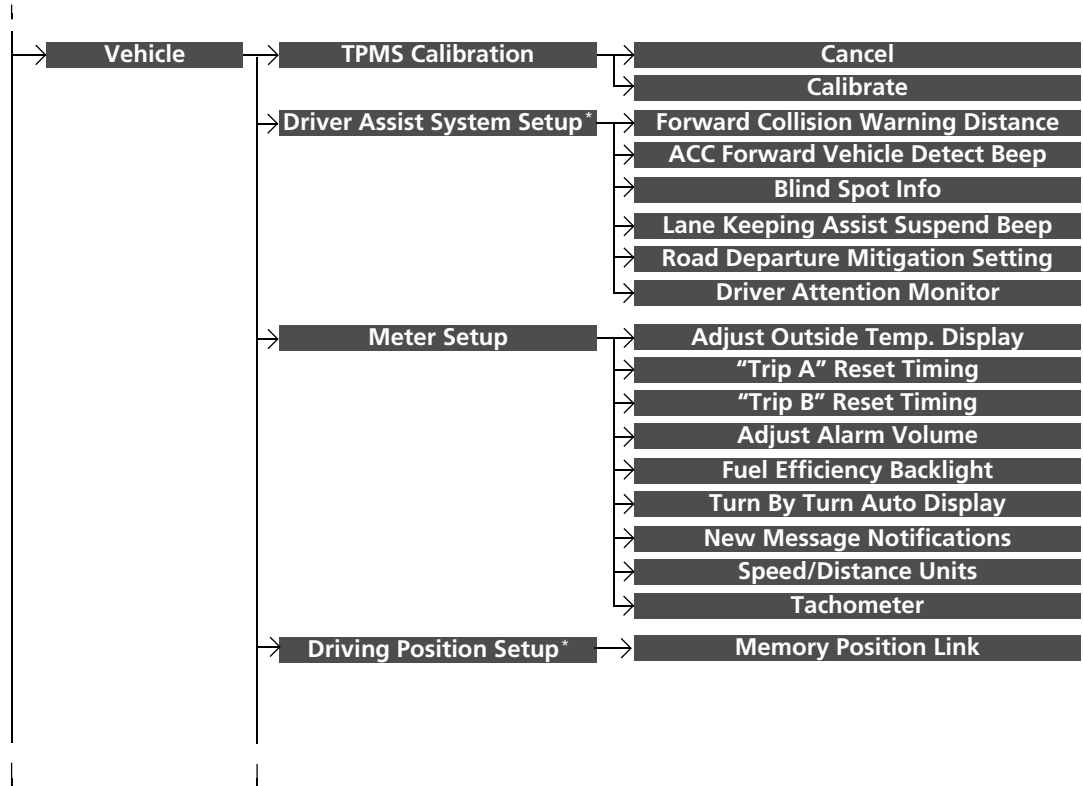 Vehicle
TPMS Calibration
Cancel
Calibrate
Driver Assist System Setup*
Forward Collision Warning Distance
ACC Forward Vehicle Detect Beep
Blind Spot Info
Lane Keeping Assist Suspend Beep
Road Departure Mitigation Setting
Driver Attention Monitor
Meter Setup
Adjust Outside Temp. Display
“Trip A” Reset Timing
“Trip B” Reset Timing
Adjust Alarm Volume
Fuel Efficiency Backlight
Turn By Turn Auto Display
New Message Notifications
Speed/Distance Units
Tachometer
Driving Position Setup*
Memory Position Link